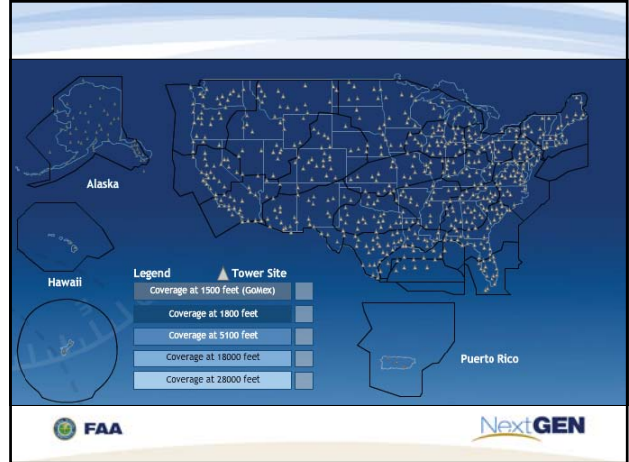 Alaska
Hawaii
Legend Tower Site
Coverage at 1500 feet (GoMex)
Coverage at 1800 feet
Coverage at 5100 feet
Coverage at 18000 feet
Coverage at 28000 feet
Puerto Rico
FAA
NextGEN